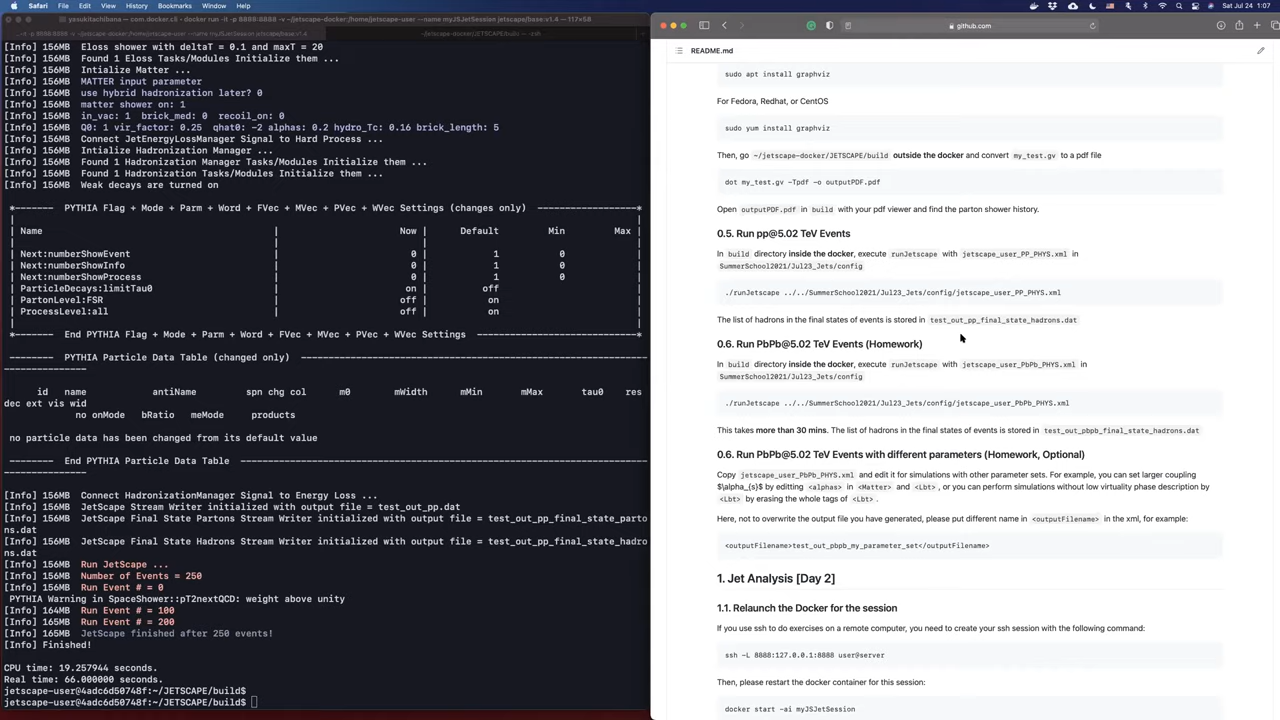 Safari File Edit View History Bookmarks Window Help
Sat Jul 24 1:07
yasukitachibana — com.docker.cli ‹ docker run -it -p 8888:8888 -v ~/jetscape-docker:/home/jetscape-user --name myJSJetSession jetscape/base:v1.4 — 117×58
~/jetscape-docker/JETSCAPE/build — -zsh
github.com
[Info] 156MB Eloss shower with deltaT = 0.1 and maxT = 20
[Info] 156MB Found 1 Eloss Tasks/Modules Initialize them ...
[Info] 156MB Intialize Matter ...
[Info] 156MB MATTER input parameter
[Info] 156MB use hybrid hadronization later? 0
[Info] 156MB matter shower on: 1
[Info] 156MB in_vac: 1 brick_med: 0 recoil_on: 0
[Info] 156MB Q0: 1 vir_factor: 0.25 qhat0: -2 alphas: 0.2 hydro_Tc: 0.16 brick_length: 5
[Info] 156MB Connect JetEnergyLossManager Signal to Hard Process ...
[Info] 156MB Intialize Hadronization Manager ...
[Info] 156MB Found 1 Hadronization Manager Tasks/Modules Initialize them ...
[Info] 156MB Found 1 Hadronization Tasks/Modules Initialize them ...
[Info] 156MB Weak decays are turned on
*------- PYTHIA Flag + Mode + Parm + Word + FVec + MVec + PVec + WVec Settings (changes only) -------*
| |
| Name | Now | Default Min Max |
| | | |
| Next:numberShowEvent | 0 | 1 0 |
| Next:numberShowInfo | 0 | 1 0 |
| Next:numberShowProcess | 0 | 1 0 |
| ParticleDecays:limitTau0 | on | off |
| PartonLevel:FSR | off | on |
| ProcessLevel:all | off | on |
| |
*------- End PYTHIA Flag + Mode + Parm + Word + FVec + MVec + PVec + WVec Settings -------*
-------- PYTHIA Particle Data Table (changed only) --------
id name antiName spn chg col m0 mWidth mMin mMax tau0 res
dec ext vis wid
no onMode bRatio meMode products
no particle data has been changed from its default value
-------- End PYTHIA Particle Data Table --------
[Info] 156MB Connect HadronizationManager Signal to Energy Loss ...
[Info] 156MB JetScape Stream Writer initialized with output file = test_out_pp.dat
[Info] 156MB JetScape Final State Partons Stream Writer initialized with output file = test_out_pp_final_state_parto
ns.dat
[Info] 156MB JetScape Final State Hadrons Stream Writer initialized with output file = test_out_pp_final_state_hadro
ns.dat
[Info] 156MB Run JetScape ...
[Info] 156MB Number of Events = 250
[Info] 156MB Run Event # = 0
PYTHIA Warning in SpaceShower::pT2nextQCD: weight above unity
[Info] 164MB Run Event # = 100
[Info] 165MB Run Event # = 200
[Info] 165MB JetScape finished after 250 events!
[Info] Finished!
CPU time: 19.257944 seconds.
Real time: 66.000000 seconds.
jetscape-user@4adc6d50748f:~/JETSCAPE/build$
jetscape-user@4adc6d50748f:~/JETSCAPE/build$
README.md
sudo apt install graphviz
For Fedora, Redhat, or CentOS
sudo yum install graphviz
Then, go ~/jetscape-docker/JETSCAPE/build outside the docker and convert my_test.gv to a pdf file
dot my_test.gv -Tpdf -o outputPDF.pdf
Open outputPDF.pdf in build with your pdf viewer and find the parton shower history.
0.5. Run pp@5.02 TeV Events
In build directory inside the docker, execute runJetscape with jetscape_user_PP_PHYS.xml in
SummerSchool2021/Jul23_Jets/config
./runJetscape ../../SummerSchool2021/Jul23_Jets/config/jetscape_user_PP_PHYS.xml
The list of hadrons in the final states of events is stored in test_out_pp_final_state_hadrons.dat
0.6. Run PbPb@5.02 TeV Events (Homework)
In build directory inside the docker, execute runJetscape with jetscape_user_PbPb_PHYS.xml in
SummerSchool2021/Jul23_Jets/config
./runJetscape ../../SummerSchool2021/Jul23_Jets/config/jetscape_user_PbPb_PHYS.xml
This takes more than 30 mins. The list of hadrons in the final states of events is stored in test_out_pbpb_final_state_hadrons.dat
0.6. Run PbPb@5.02 TeV Events with different parameters (Homework, Optional)
Copy jetscape_user_PbPb_PHYS.xml and edit it for simulations with other parameter sets. For example, you can set larger coupling
$\alpha_{s}$ by editing <alphas> in <Matter> and <Lbt>, or you can perform simulations without low virtuality phase description by
<Lbt> by erasing the whole tags of <Lbt>.
Here, not to overwrite the output file you have generated, please put different name in <outputFilename> in the xml, for example:
<outputFilename>test_out_pbpb_my_parameter_set</outputFilename>
1. Jet Analysis [Day 2]
1.1. Relaunch the Docker for the session
If you use ssh to do exercises on a remote computer, you need to create your ssh session with the following command:
ssh -L 8888:127.0.0.1:8888 user@server
Then, please restart the docker container for this session:
docker start -ai myJSJetSession